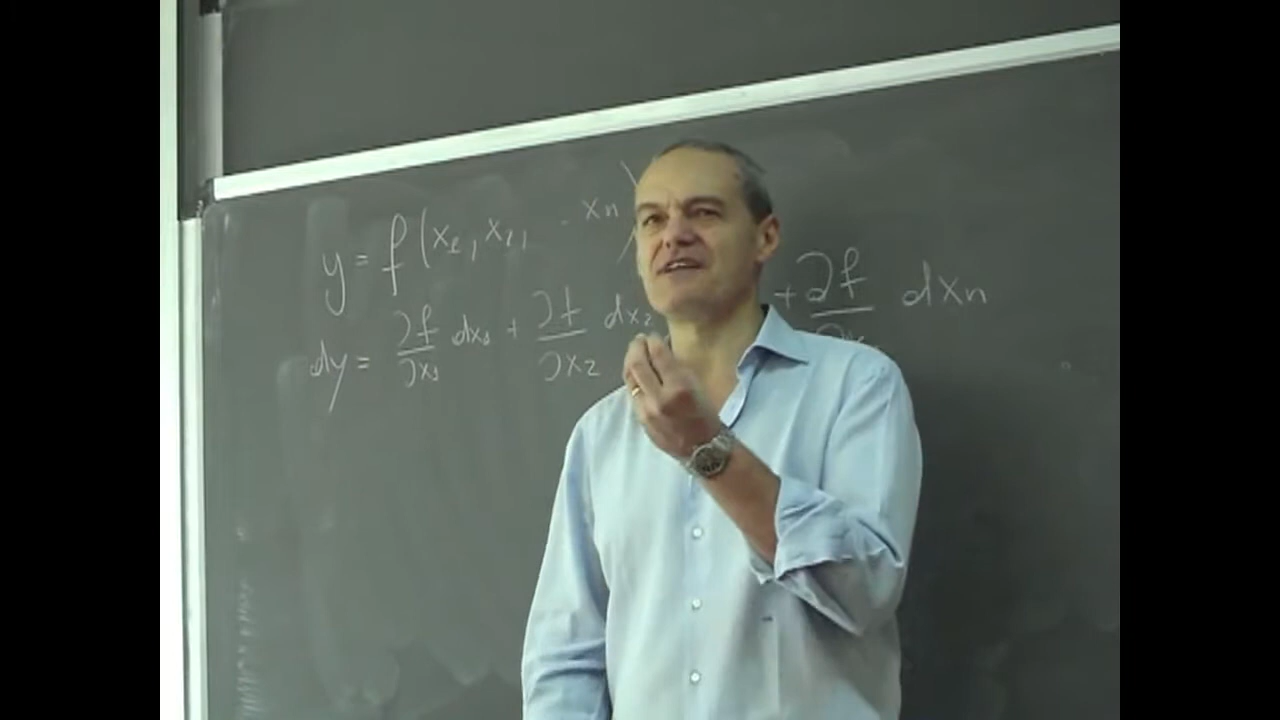 y = f (x₁, x₂, . xₙ)
dy = ∂f/∂x₁ dx₁ + ∂f/∂x₂ dx₂ + ∂f/∂x dxₙ